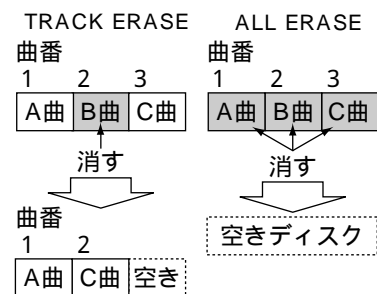 TRACK ERASE
曲番
1 2 3
A曲 B曲 C曲
消す
曲番
1 2
A曲 C曲 空き
ALL ERASE
曲番
1 2 3
A曲 B曲 C曲
消す
空きディスク